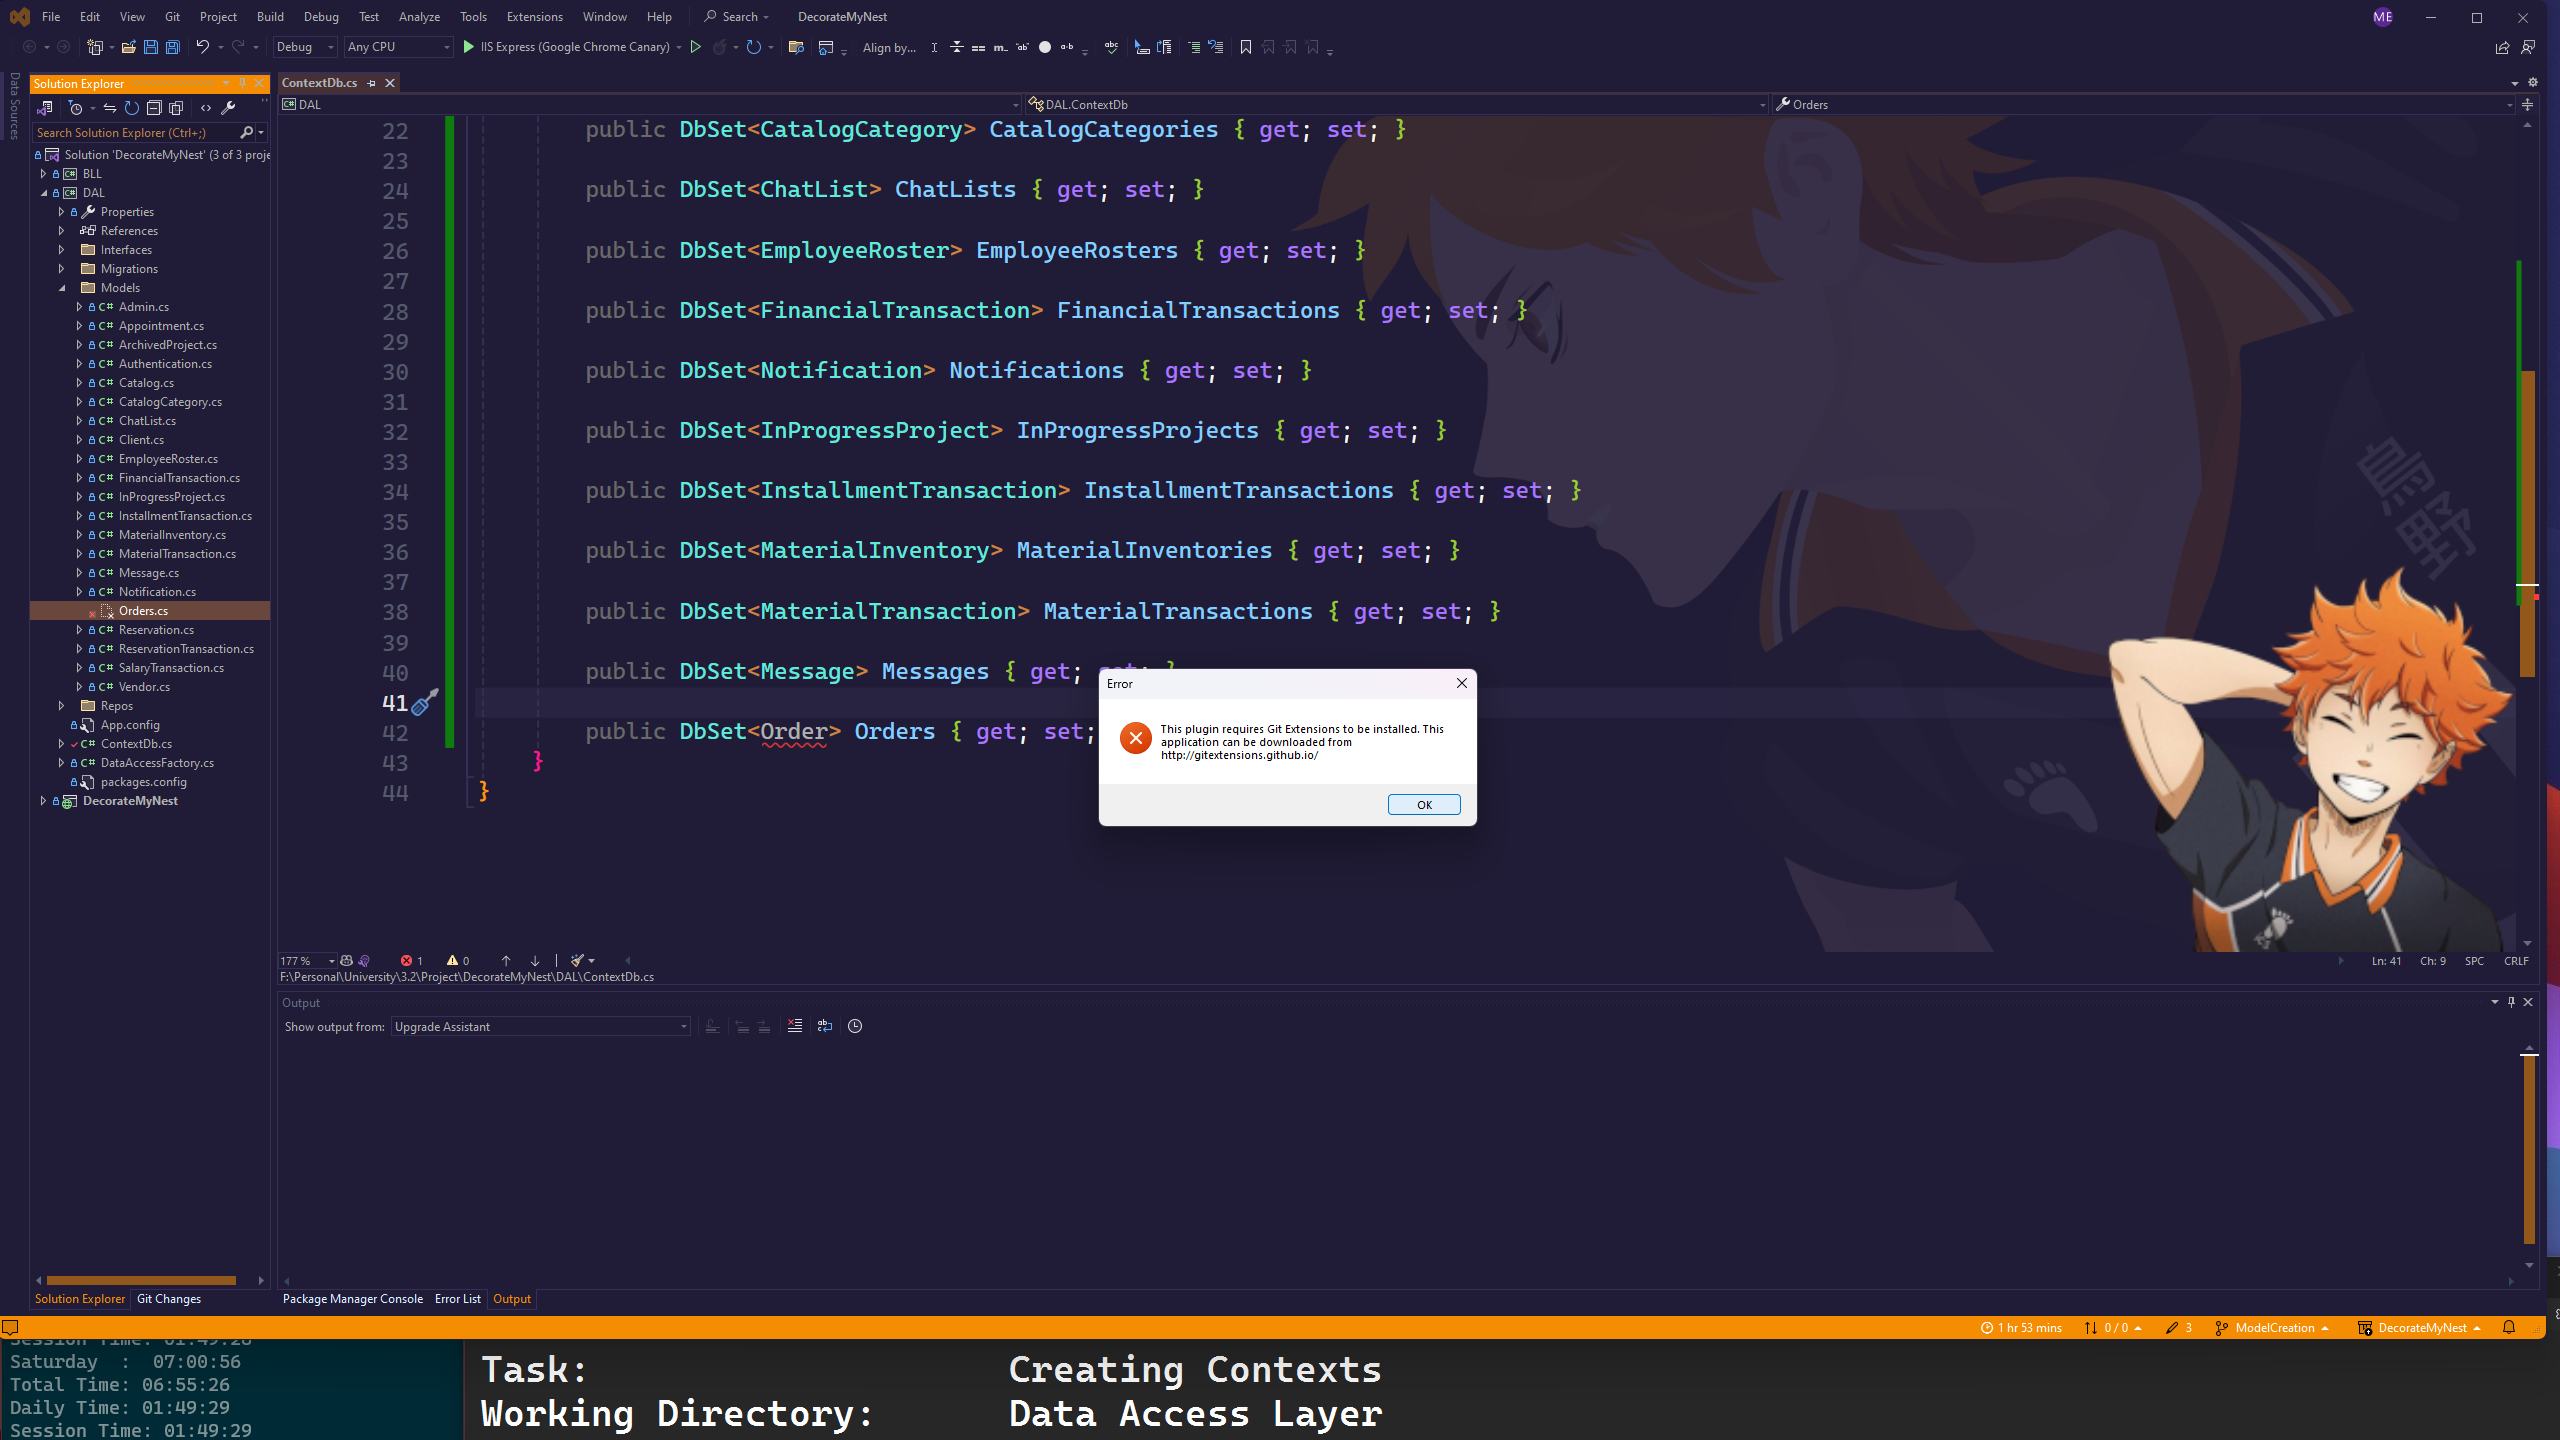 File Edit View Git Project Build Debug Test Analyze Tools Extensions Window Help Search DecorateMyNest ME
Debug Any CPU IIS Express (Google Chrome Canary) Align by...
Data Sources
Solution Explorer
Search Solution Explorer (Ctrl+;)
Solution 'DecorateMyNest' (3 of 3 proje
BLL
DAL
Properties
References
Interfaces
Migrations
Models
Admin.cs
Appointment.cs
ArchivedProject.cs
Authentication.cs
Catalog.cs
CatalogCategory.cs
ChatList.cs
Client.cs
EmployeeRoster.cs
FinancialTransaction.cs
InProgressProject.cs
InstallmentTransaction.cs
MaterialInventory.cs
MaterialTransaction.cs
Message.cs
Notification.cs
Orders.cs
Reservation.cs
ReservationTransaction.cs
SalaryTransaction.cs
Vendor.cs
Repos
App.config
ContextDb.cs
DataAccessFactory.cs
packages.config
DecorateMyNest
Solution Explorer Git Changes
ContextDb.cs
DAL DAL.ContextDb Orders
22 public DbSet<CatalogCategory> CatalogCategories { get; set; }
23
24 public DbSet<ChatList> ChatLists { get; set; }
25
26 public DbSet<EmployeeRoster> EmployeeRosters { get; set; }
27
28 public DbSet<FinancialTransaction> FinancialTransactions { get; set; }
29
30 public DbSet<Notification> Notifications { get; set; }
31
32 public DbSet<InProgressProject> InProgressProjects { get; set; }
33
34 public DbSet<InstallmentTransaction> InstallmentTransactions { get; set; }
35
36 public DbSet<MaterialInventory> MaterialInventories { get; set; }
37
38 public DbSet<MaterialTransaction> MaterialTransactions { get; set; }
39
40 public DbSet<Message> Messages { get; set; }
41
42 public DbSet<Order> Orders { get; set;
43 }
44 }
烏野
Error
This plugin requires Git Extensions to be installed. This
application can be downloaded from
http://gitextensions.github.io/
OK
177 % 1 0 Ln: 41 Ch: 9 SPC CRLF
F:\Personal\University\3.2\Project\DecorateMyNest\DAL\ContextDb.cs
Output
Show output from: Upgrade Assistant
Package Manager Console Error List Output
1 hr 53 mins 0 / 0 3 ModelCreation DecorateMyNest
Session Time: 01:49:28
Saturday : 07:00:56
Total Time: 06:55:26
Daily Time: 01:49:29
Session Time: 01:49:29
Task: Creating Contexts
Working Directory: Data Access Layer